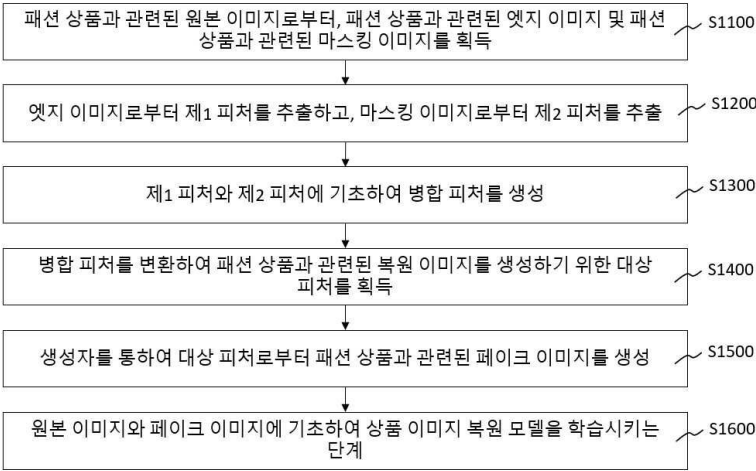 패션 상품과 관련된 원본 이미지로부터, 패션 상품과 관련된 엣지 이미지 및 패션
상품과 관련된 마스킹 이미지를 획득
S1100
엣지 이미지로부터 제1 피처를 추출하고, 마스킹 이미지로부터 제2 피처를 추출
S1200
제1 피처와 제2 피처에 기초하여 병합 피처를 생성
S1300
병합 피처를 변환하여 패션 상품과 관련된 복원 이미지를 생성하기 위한 대상
피처를 획득
S1400
생성자를 통하여 대상 피처로부터 패션 상품과 관련된 페이크 이미지를 생성
S1500
원본 이미지와 페이크 이미지에 기초하여 상품 이미지 복원 모델을 학습시키는
단계
S1600